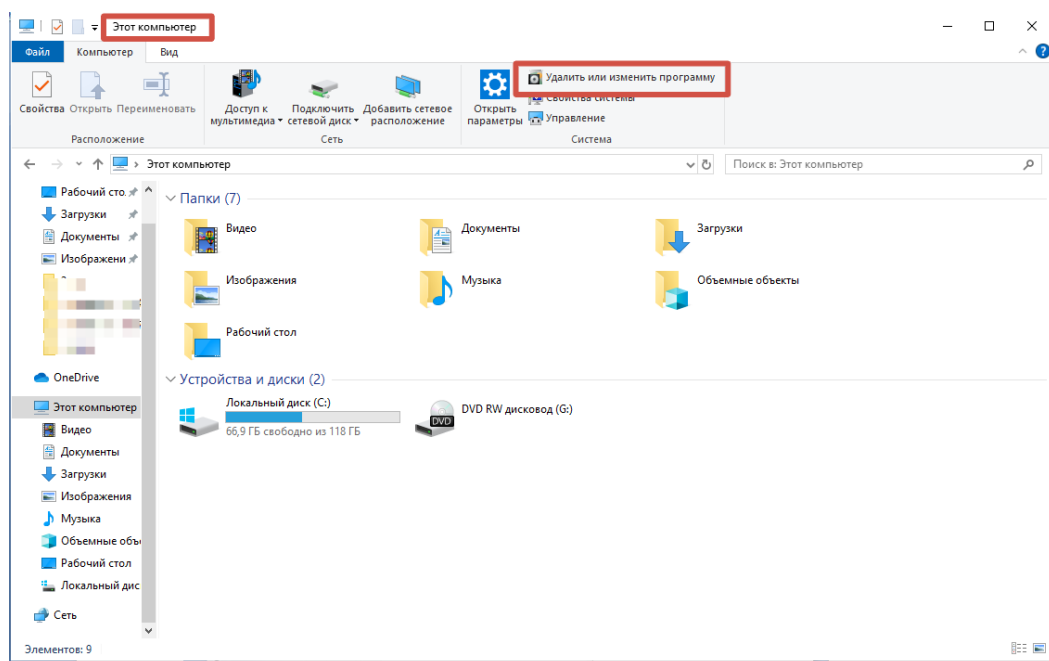 Этот компьютер
Файл Компьютер Вид
Свойства Открыть Переименовать
Доступ к мультимедиа
Подключить сетевой диск
Добавить сетевое расположение
Открыть параметры
Удалить или изменить программу
Свойства системы
Управление
Расположение Сеть Система
Этот компьютер
Поиск в: Этот компьютер
Рабочий сто.
Загрузки
Документы
Изображени
OneDrive
Этот компьютер
Видео
Документы
Загрузки
Изображения
Музыка
Объемные объ
Рабочий стол
Локальный дис
Сеть
Папки (7)
Видео Документы Загрузки
Изображения Музыка Объемные объекты
Рабочий стол
Устройства и диски (2)
Локальный диск (C:)
66,9 ГБ свободно из 118 ГБ
DVD
DVD RW дисковод (G:)
Элементов: 9